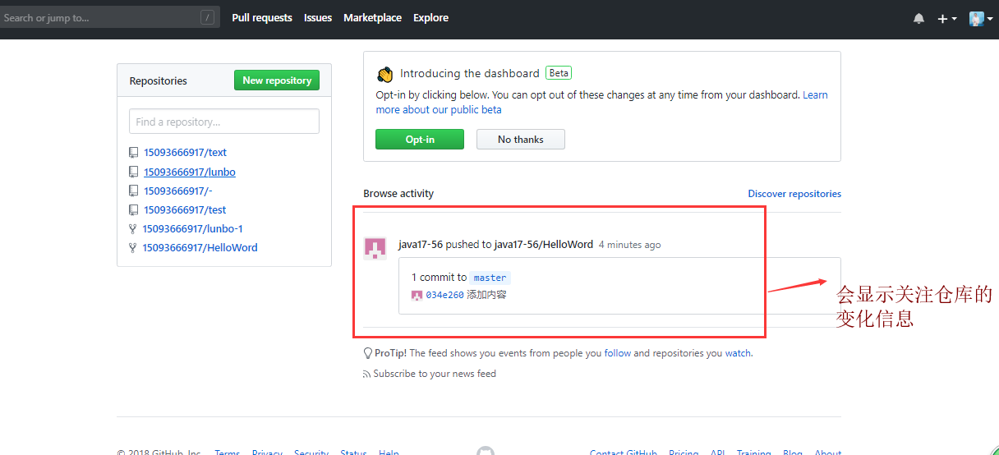 Search or jump to... /
Pull requests Issues Marketplace Explore
Repositories New repository
Find a repository...
15093666917/text
15093666917/lunbo
15093666917/-
15093666917/test
15093666917/lunbo-1
15093666917/HelloWord
Introducing the dashboard Beta
Opt-in by clicking below. You can opt out of these changes at any time from your dashboard. Learn
more about our public beta
Opt-in No thanks
Browse activity Discover repositories
java17-56 pushed to java17-56/HelloWord 4 minutes ago
1 commit to master
034e260 添加内容
会显示关注仓库的
变化信息
ProTip! The feed shows you events from people you follow and repositories you watch.
Subscribe to your news feed
© 2018 GitHub, Inc. Terms Privacy Security Status Help Contact GitHub Pricing API Training Blog About